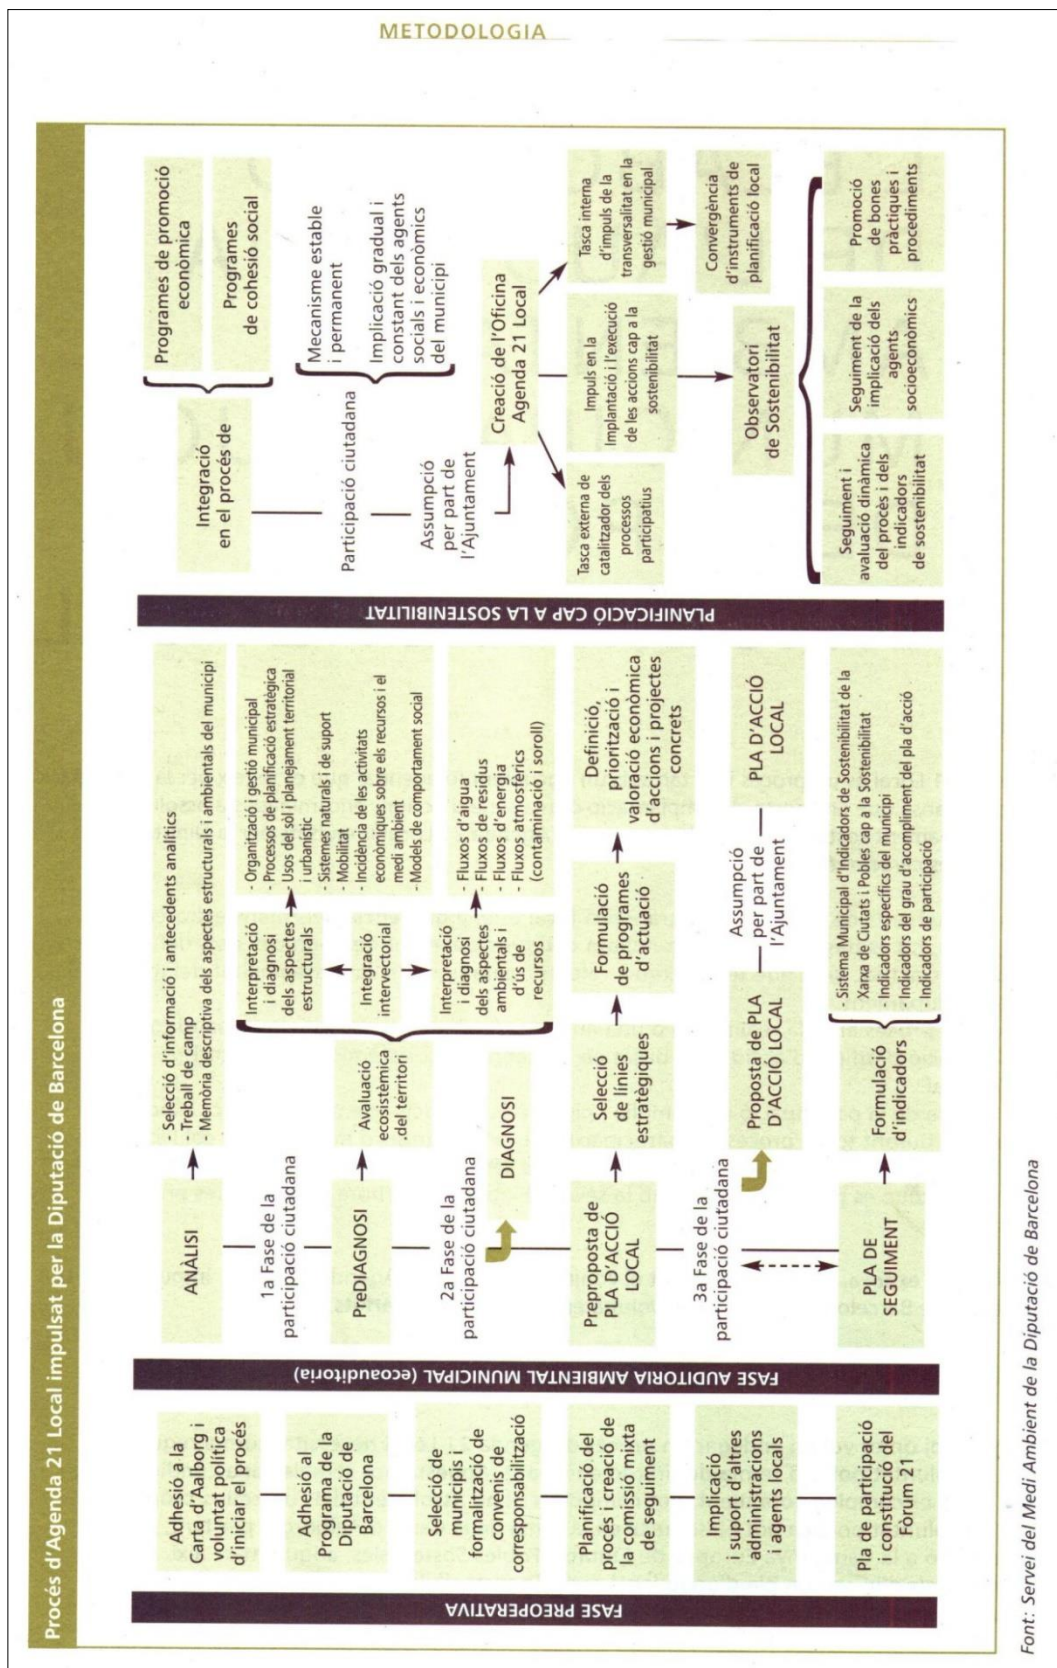 METODOLOGIA
Procés d'Agenda 21 Local impulsat per la Diputació de Barcelona
FASE PREOPERATIVA
Adhesió a la
Carta d'Aalborg i
voluntat política
d'iniciar el procés
Adhesió al
Programa de la
Diputació de
Barcelona
Selecció de
municipis i
formalització de
convenis de
corresponsabilització
Planificació del
procés i creació de
la comissió mixta
de seguiment
Implicació
i suport d'altres
administracions
i agents locals
Pla de participació
i constitució del
Fòrum 21
FASE AUDITORIA AMBIENTAL MUNICIPAL (ecoauditoria)
ANÀLISI
- Selecció d'informació i antecedents analítics
- Treball de camp
- Memòria descriptiva dels aspectes estructurals i ambientals del municipi
1a Fase de la
participació ciutadana
PreDIAGNOSI
Avaluació
ecosistèmica
del térritori
Interpretació
i diagnosi
dels aspectes
estructurals
Integració
intervectorial
Interpretació
i diagnosi
dels aspectes
ambientals i
d'ús de
recursos
- Organització i gestió municipal
- Processos de planificació estratègica
- Usos del sòl i planejament territorial
i urbanístic
- Sistemes naturals i de suport
- Mobilitat
- Incidència de les activitats
econòmiques sobre els recursos i el
medi ambient
- Models de comportament social
- Fluxos d'aigua
- Fluxos de residus
- Fluxos d'energia
- Fluxos atmosfèrics
(contaminació i soroll)
2a Fase de la
participació ciutadana
DIAGNOSI
Preproposta de
PLA D'ACCIÓ
LOCAL
Selecció
de línies
estratègiques
Formulació
de programes
d'actuació
Definició,
priorització i
valoració econòmica
d'accions i projectes
concrets
3a Fase de la
participació ciutadana
Proposta de PLA
D'ACCIÓ LOCAL
Assumpció
per part de
l'Ajuntament
PLA D'ACCIÓ
LOCAL
PLA DE
SEGUIMENT
Formulació
d'indicadors
- Sistema Municipal d'Indicadors de Sostenibilitat de la
Xarxa de Ciutats i Pobles cap a la Sostenibilitat
- Indicadors específics del municipi
- Indicadors del grau d'acompliment del pla d'acció
- Indicadors de participació
PLANIFICACIÓ CAP A LA SOSTENIBILITAT
Integració
en el procés de
Programes de promoció
econòmica
Programes
de cohesió social
Participació ciutadana
Mecanisme estable
i permanent
Implicació gradual i
constant dels agents
socials i econòmics
del municipi
Assumpció
per part de
l'Ajuntament
Creació de l'Oficina
Agenda 21 Local
Tasca externa de
catalitzador dels
processos
participatius
Impuls en la
Implantació i l'execució
de les accions cap a la
sostenibilitat
Tasca interna
d'impuls de la
transversalitat en la
gestió municipal
Observatori
de Sostenibilitat
Convergència
d'instruments de
planificació local
Seguiment i
avaluació dinàmica
del procès i dels
indicadors
de sostenibilitat
Seguiment de la
implicació dels
agents
socioeconòmics
Promoció
de bones
pràctiques i
procediments
Font: Servei del Medi Ambient de la Diputació de Barcelona